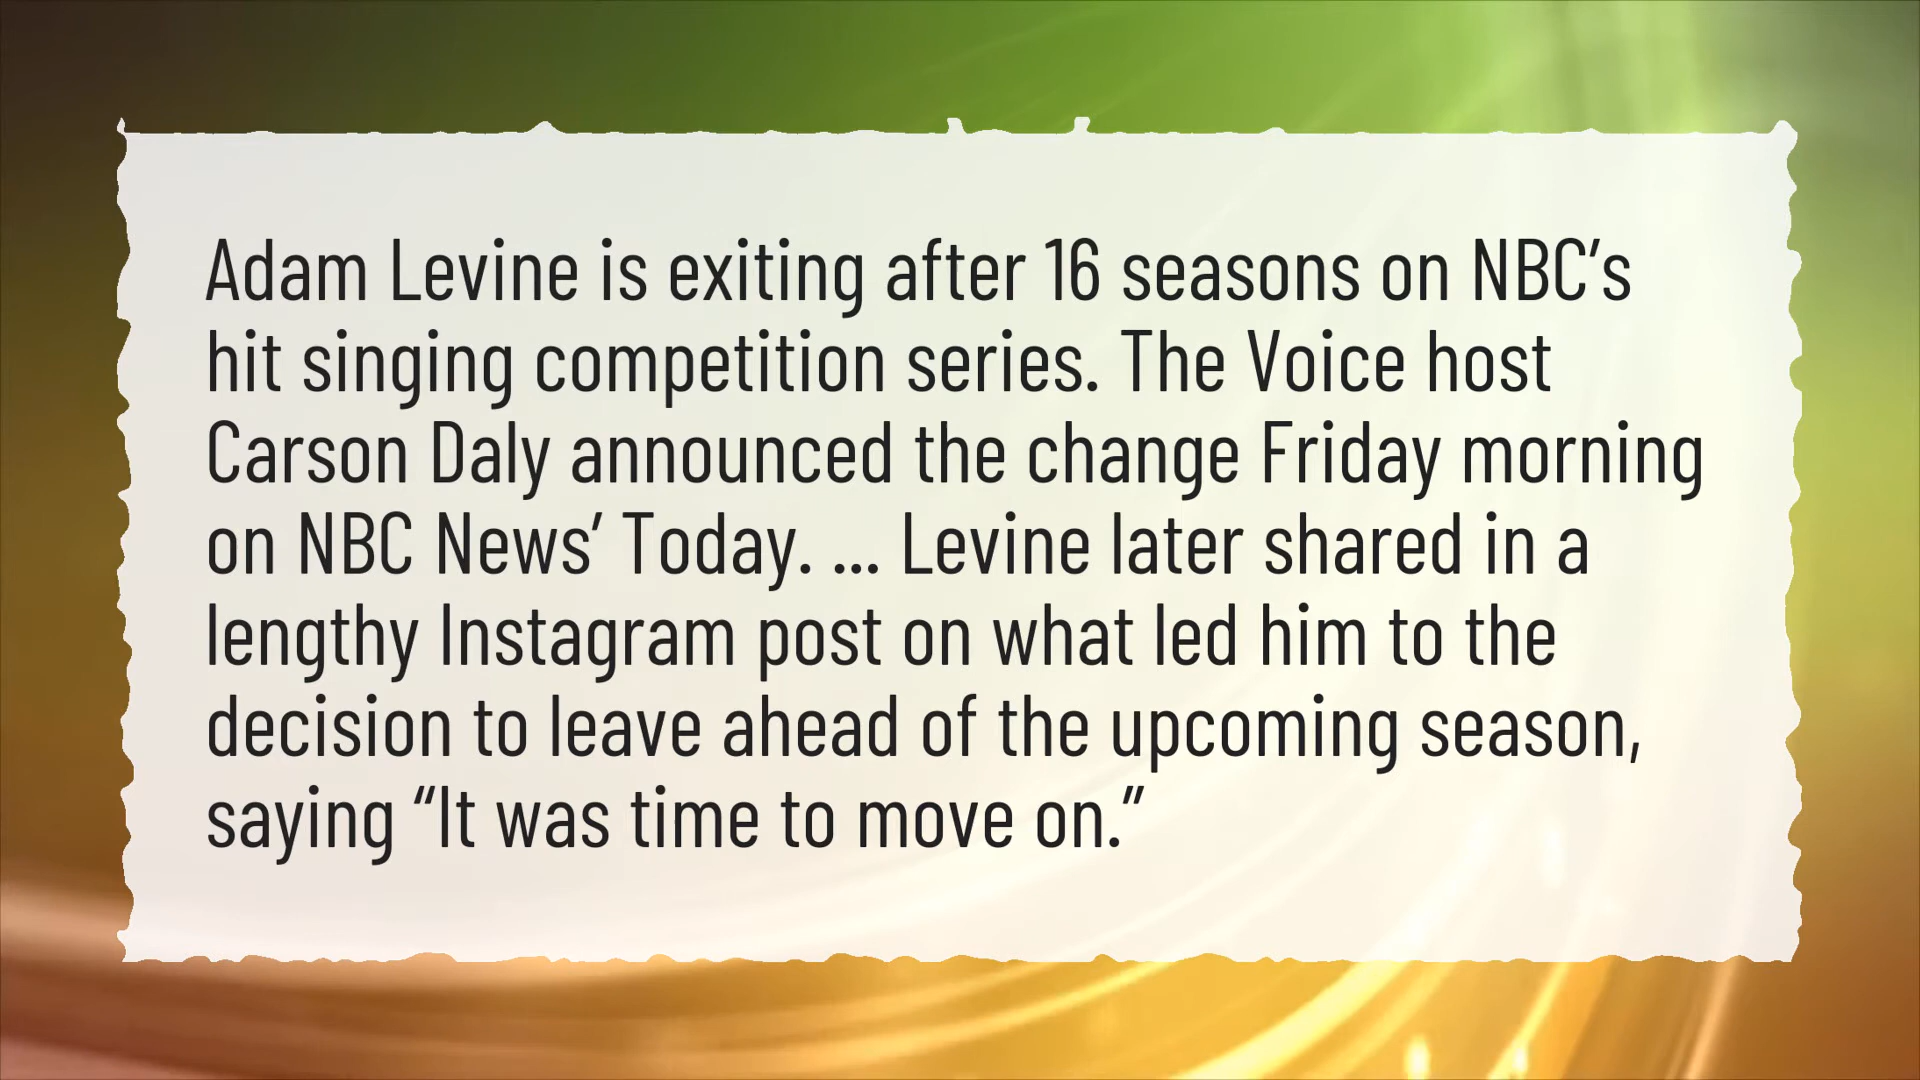 Adam Levine is exiting after 16 seasons on NBC’s
hit singing competition series. The Voice host
Carson Daly announced the change Friday morning
on NBC News’ Today. ... Levine later shared in a
lengthy Instagram post on what led him to the
decision to leave ahead of the upcoming season,
saying “It was time to move on.”